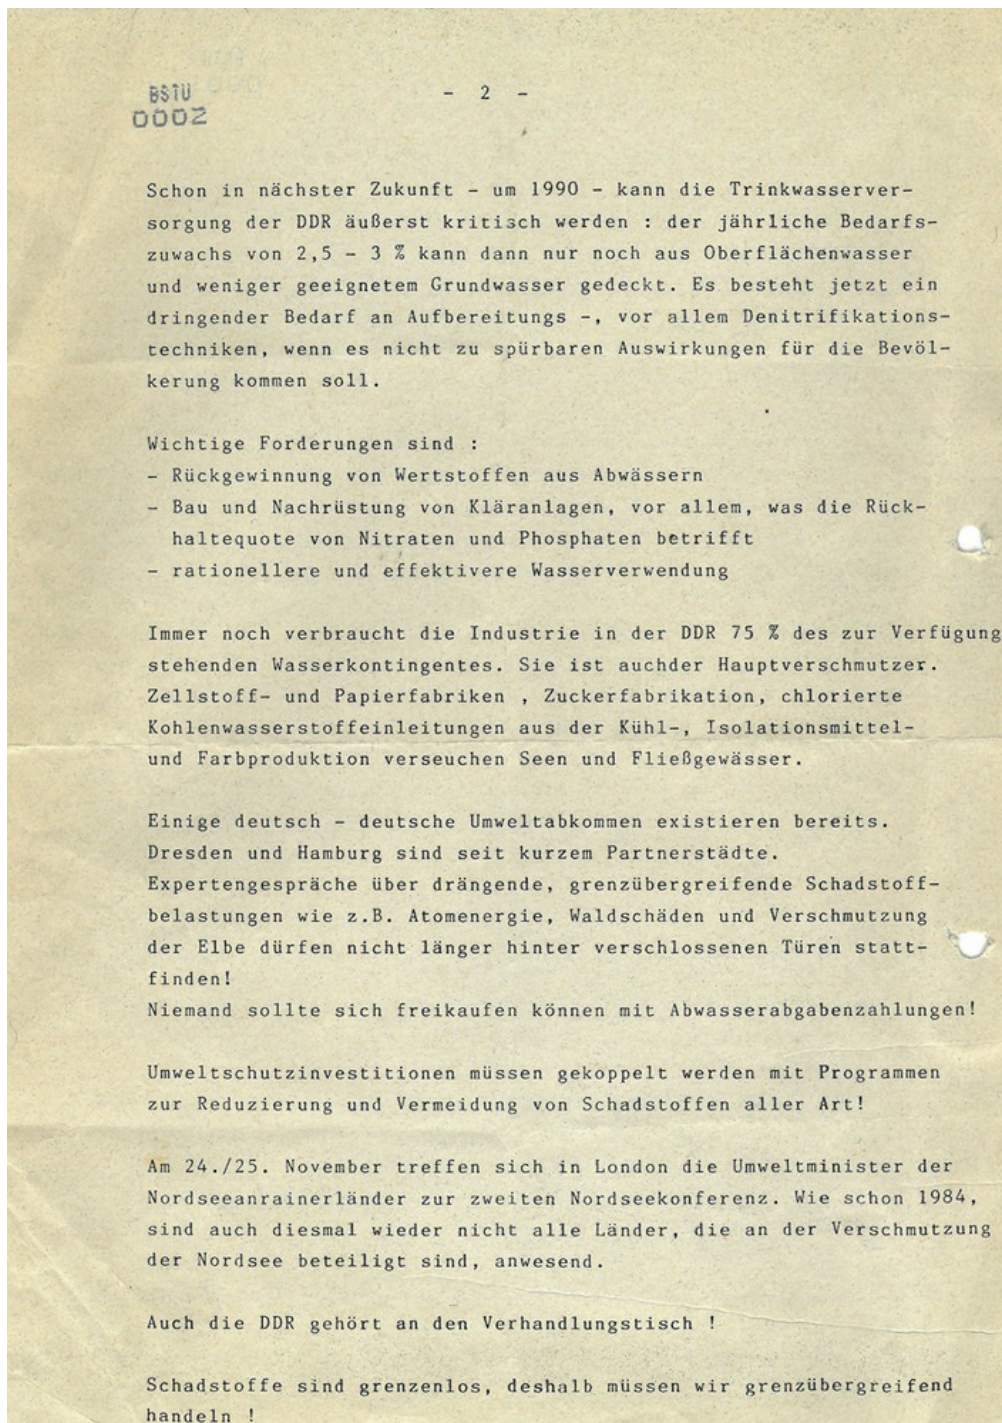 BSTU
0002
- 2 -
Schon in nächster Zukunft - um 1990 - kann die Trinkwasserver-
sorgung der DDR äußerst kritisch werden : der jährliche Bedarfs-
zuwachs von 2,5 - 3 % kann dann nur noch aus Oberflächenwasser
und weniger geeignetem Grundwasser gedeckt. Es besteht jetzt ein
dringender Bedarf an Aufbereitungs -, vor allem Denitrifikations-
techniken, wenn es nicht zu spürbaren Auswirkungen für die Bevöl-
kerung kommen soll.
Wichtige Forderungen sind :
- Rückgewinnung von Wertstoffen aus Abwässern
- Bau und Nachrüstung von Kläranlagen, vor allem, was die Rück-
haltequote von Nitraten und Phosphaten betrifft
- rationellere und effektivere Wasserverwendung
Immer noch verbraucht die Industrie in der DDR 75 % des zur Verfügung
stehenden Wasserkontingentes. Sie ist auchder Hauptverschmutzer.
Zellstoff- und Papierfabriken , Zuckerfabrikation, chlorierte
Kohlenwasserstoffeinleitungen aus der Kühl-, Isolationsmittel-
und Farbproduktion verseuchen Seen und Fließgewässer.
Einige deutsch - deutsche Umweltabkommen existieren bereits.
Dresden und Hamburg sind seit kurzem Partnerstädte.
Expertengespräche über drängende, grenzübergreifende Schadstoff-
belastungen wie z.B. Atomenergie, Waldschäden und Verschmutzung
der Elbe dürfen nicht länger hinter verschlossenen Türen statt-
finden!
Niemand sollte sich freikaufen können mit Abwasserabgabenzahlungen!
Umweltschutzinvestitionen müssen gekoppelt werden mit Programmen
zur Reduzierung und Vermeidung von Schadstoffen aller Art!
Am 24./25. November treffen sich in London die Umweltminister der
Nordseeanrainerländer zur zweiten Nordseekonferenz. Wie schon 1984,
sind auch diesmal wieder nicht alle Länder, die an der Verschmutzung
der Nordsee beteiligt sind, anwesend.
Auch die DDR gehört an den Verhandlungstisch !
Schadstoffe sind grenzenlos, deshalb müssen wir grenzübergreifend
handeln !